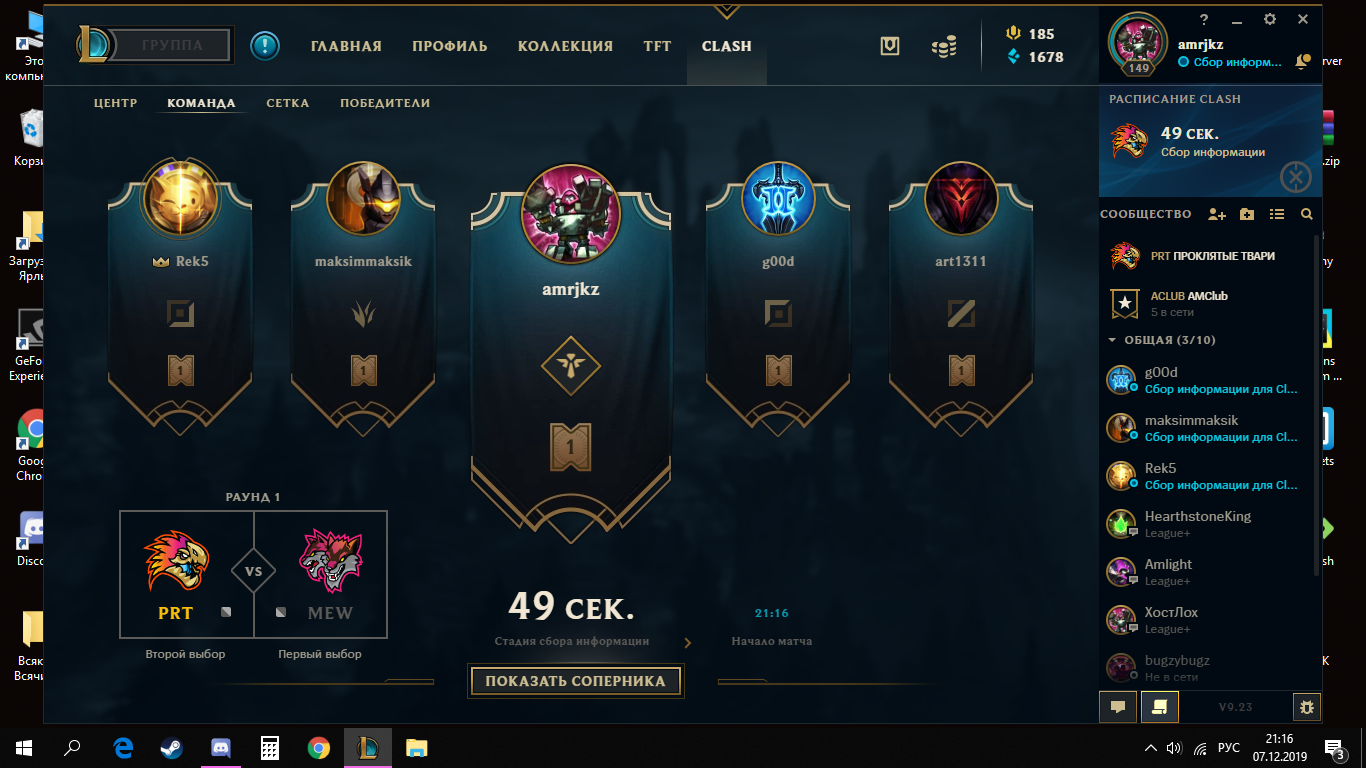 ГРУППА
ГЛАВНАЯ
ПРОФИЛЬ
КОЛЛЕКЦИЯ
TFT
CLASH
185
1678
?
149
amrjkz
Сбор информ...
ЦЕНТР
КОМАНДА
СЕТКА
ПОБЕДИТЕЛИ
РАСПИСАНИЕ CLASH
49 СЕК.
Сбор информации
Rek5
1
maksimmaksik
1
amrjkz
1
g00d
1
art1311
1
РАУНД 1
PRT
VS
MEW
Второй выбор
Первый выбор
49 СЕК.
Стадия сбора информации
21:16
Начало матча
ПОКАЗАТЬ СОПЕРНИКА
СООБЩЕСТВО
PRT ПРОКЛЯТЫЕ ТВАРИ
ACLUB AMClub
5 в сети
ОБЩАЯ (3/10)
g00d
Сбор информации для Cl...
maksimmaksik
Сбор информации для Cl...
Rek5
Сбор информации для Cl...
HearthstoneKing
League+
Amlight
League+
ХостЛох
League+
bugzybugz
Не в сети
V9.23
Это
компью
Корзи
Загруз
Ярль
GeFo
Experie
Goog
Chro
Disco
Всяк
Всячи
rver
.zip
ny
ns
m ...
ets
sh
K
РУС
21:16
07.12.2019
3